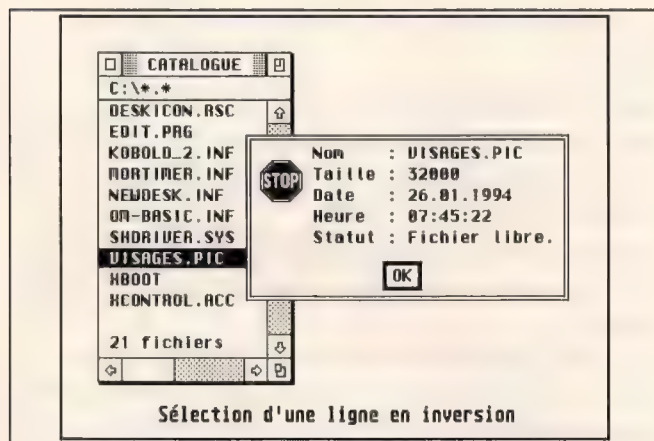 CATALOGUE
C:\*.*
DESKICON.RSC
EDIT.PRG
KOBOLD_2.INF
MORTIMER.INF
NEWDESK.INF
OM-BASIC.INF
SHDRIVER.SYS
VISAGES.PIC
XBOOT
XCONTROL.ACC
21 fichiers
STOP
Nom : VISAGES.PIC
Taille : 32000
Date : 26.01.1994
Heure : 07:45:22
Statut : Fichier libre.
OK
Sélection d'une ligne en inversion